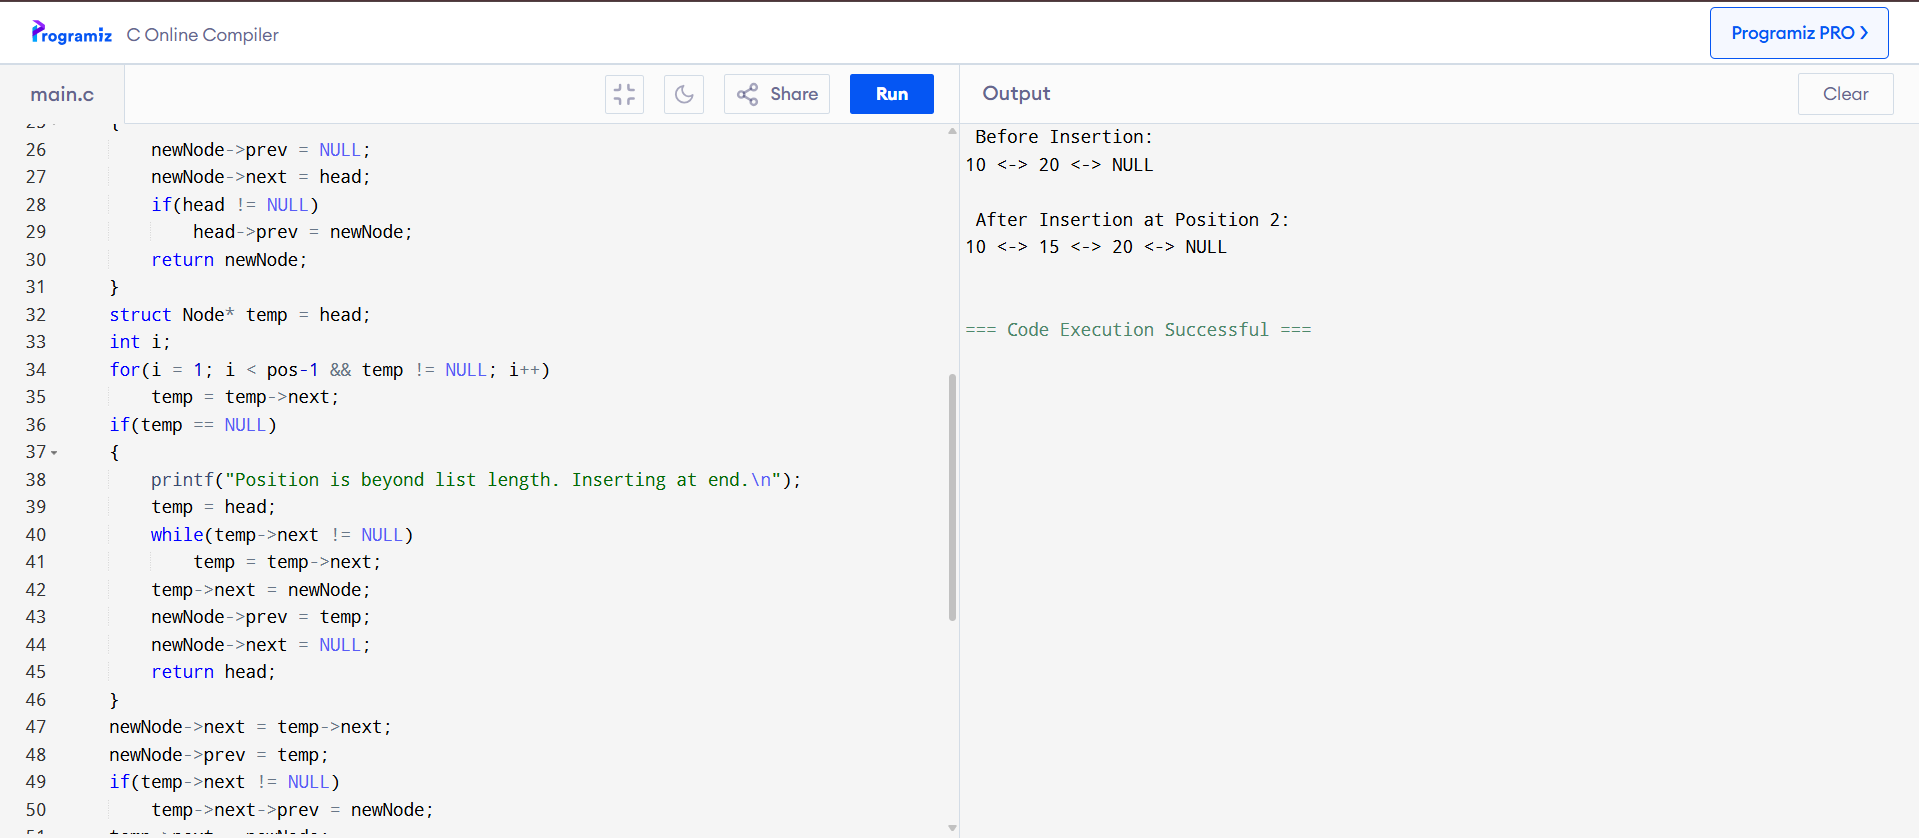 Programiz C Online Compiler
Programiz PRO >
main.c
Share
Run
Output
Clear
{
26 newNode->prev = NULL;
27 newNode->next = head;
28 if(head != NULL)
29 head->prev = newNode;
30 return newNode;
31 }
32 struct Node* temp = head;
33 int i;
34 for(i = 1; i < pos-1 && temp != NULL; i++)
35 temp = temp->next;
36 if(temp == NULL)
37 {
38 printf("Position is beyond list length. Inserting at end.\n");
39 temp = head;
40 while(temp->next != NULL)
41 temp = temp->next;
42 temp->next = newNode;
43 newNode->prev = temp;
44 newNode->next = NULL;
45 return head;
46 }
47 newNode->next = temp->next;
48 newNode->prev = temp;
49 if(temp->next != NULL)
50 temp->next->prev = newNode;
Before Insertion:
10 <-> 20 <-> NULL
After Insertion at Position 2:
10 <-> 15 <-> 20 <-> NULL
=== Code Execution Successful ===